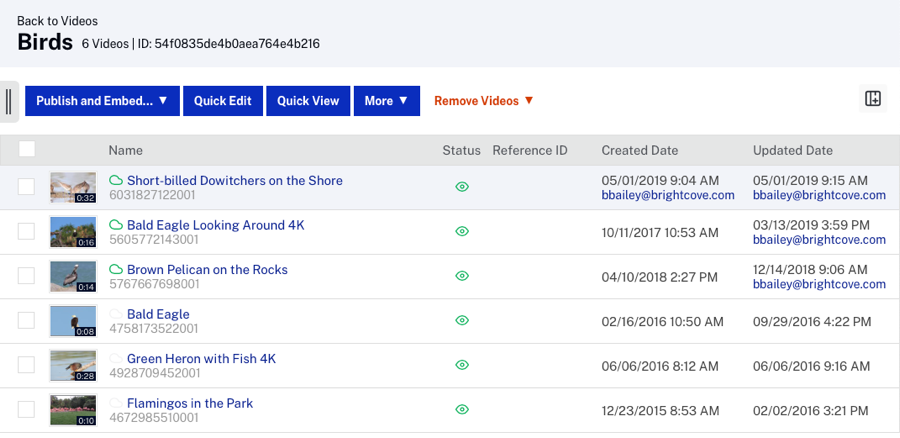 Back to Videos
Birds 6 Videos | ID: 54f0835de4b0aea764e4b216
Publish and Embed... ▼ Quick Edit Quick View More ▼ Remove Videos ▼
Name Status Reference ID Created Date Updated Date
0:32 Short-billed Dowitchers on the Shore 05/01/2019 9:04 AM 05/01/2019 9:15 AM
6031827122001 bbailey@brightcove.com bbailey@brightcove.com
0:16 Bald Eagle Looking Around 4K 10/11/2017 10:53 AM 03/13/2019 3:59 PM
5605772143001 bbailey@brightcove.com
0:14 Brown Pelican on the Rocks 04/10/2018 2:27 PM 12/14/2018 9:06 AM
5767667698001 bbailey@brightcove.com
0:08 Bald Eagle 02/16/2016 10:50 AM 09/29/2016 4:22 PM
4758173522001
0:28 Green Heron with Fish 4K 06/06/2016 8:12 AM 06/06/2016 9:16 AM
4928709452001
0:10 Flamingos in the Park 12/23/2015 8:53 AM 02/02/2016 3:21 PM
4672985510001